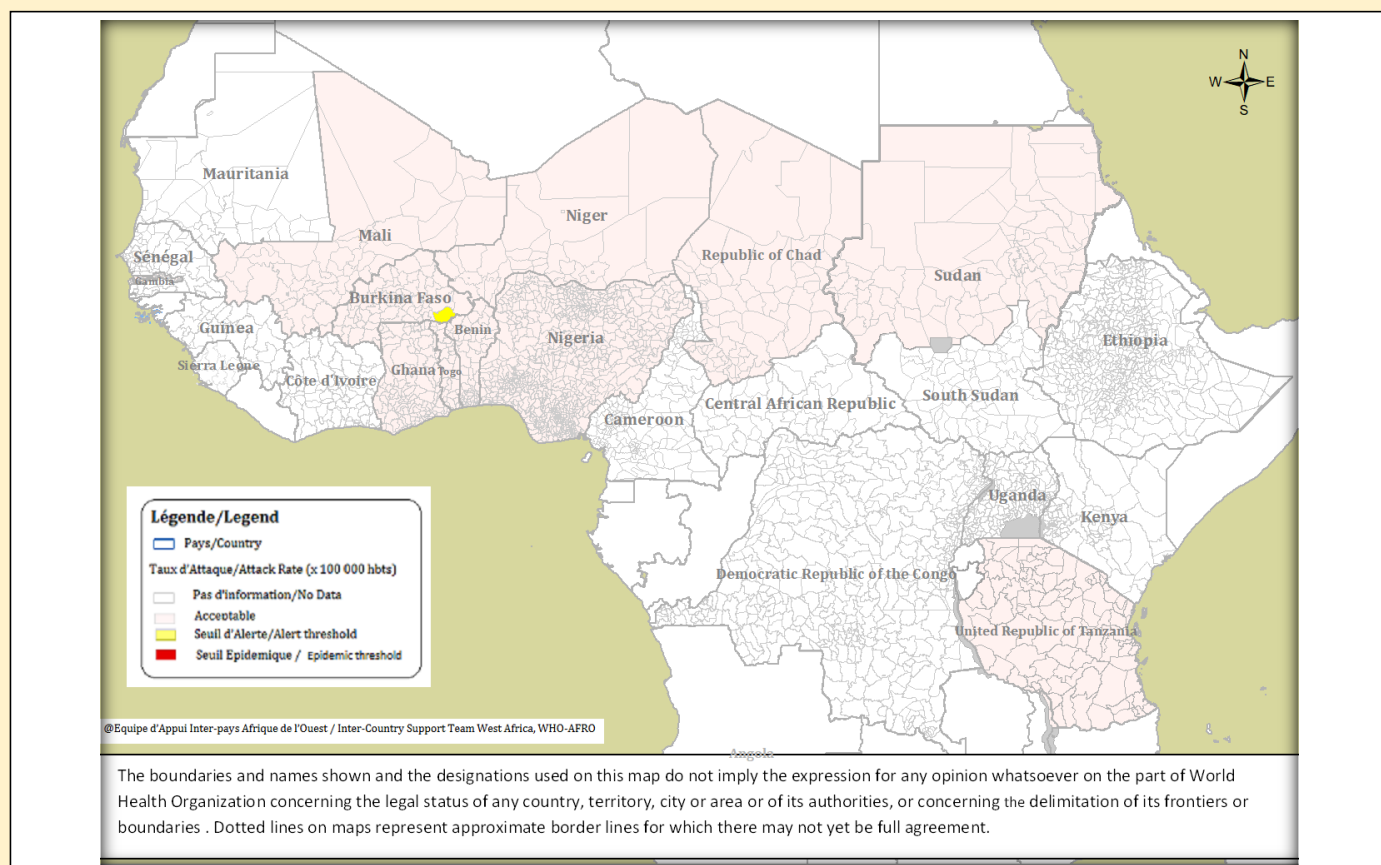 N
W E
S
Mauritania
Niger
Mali
Sénégal
Republic of Chad
Sudan
Gambia
Burkina Faso
Guinea
Benin
Nigeria
Ethiopia
Sierra Leone
Côte d'Ivoire
Ghana
Togo
Cameroon
Central African Republic
South Sudan
Uganda
Kenya
Democratic Republic of the Congo
United Republic of Tanzania
Légende/Legend
Pays/Country
Taux d'Attaque/Attack Rate (x 100 000 hbts)
Pas d'information/No Data
Acceptable
Seuil d'Alerte/Alert threshold
Seuil Epidemique / Epidemic threshold
@Equipe d'Appui Inter-pays Afrique de l'Ouest / Inter-Country Support Team West Africa, WHO-AFRO
Angola
The boundaries and names shown and the designations used on this map do not imply the expression for any opinion whatsoever on the part of World
Health Organization concerning the legal status of any country, territory, city or area or of its authorities, or concerning the delimitation of its frontiers or
boundaries . Dotted lines on maps represent approximate border lines for which there may not yet be full agreement.